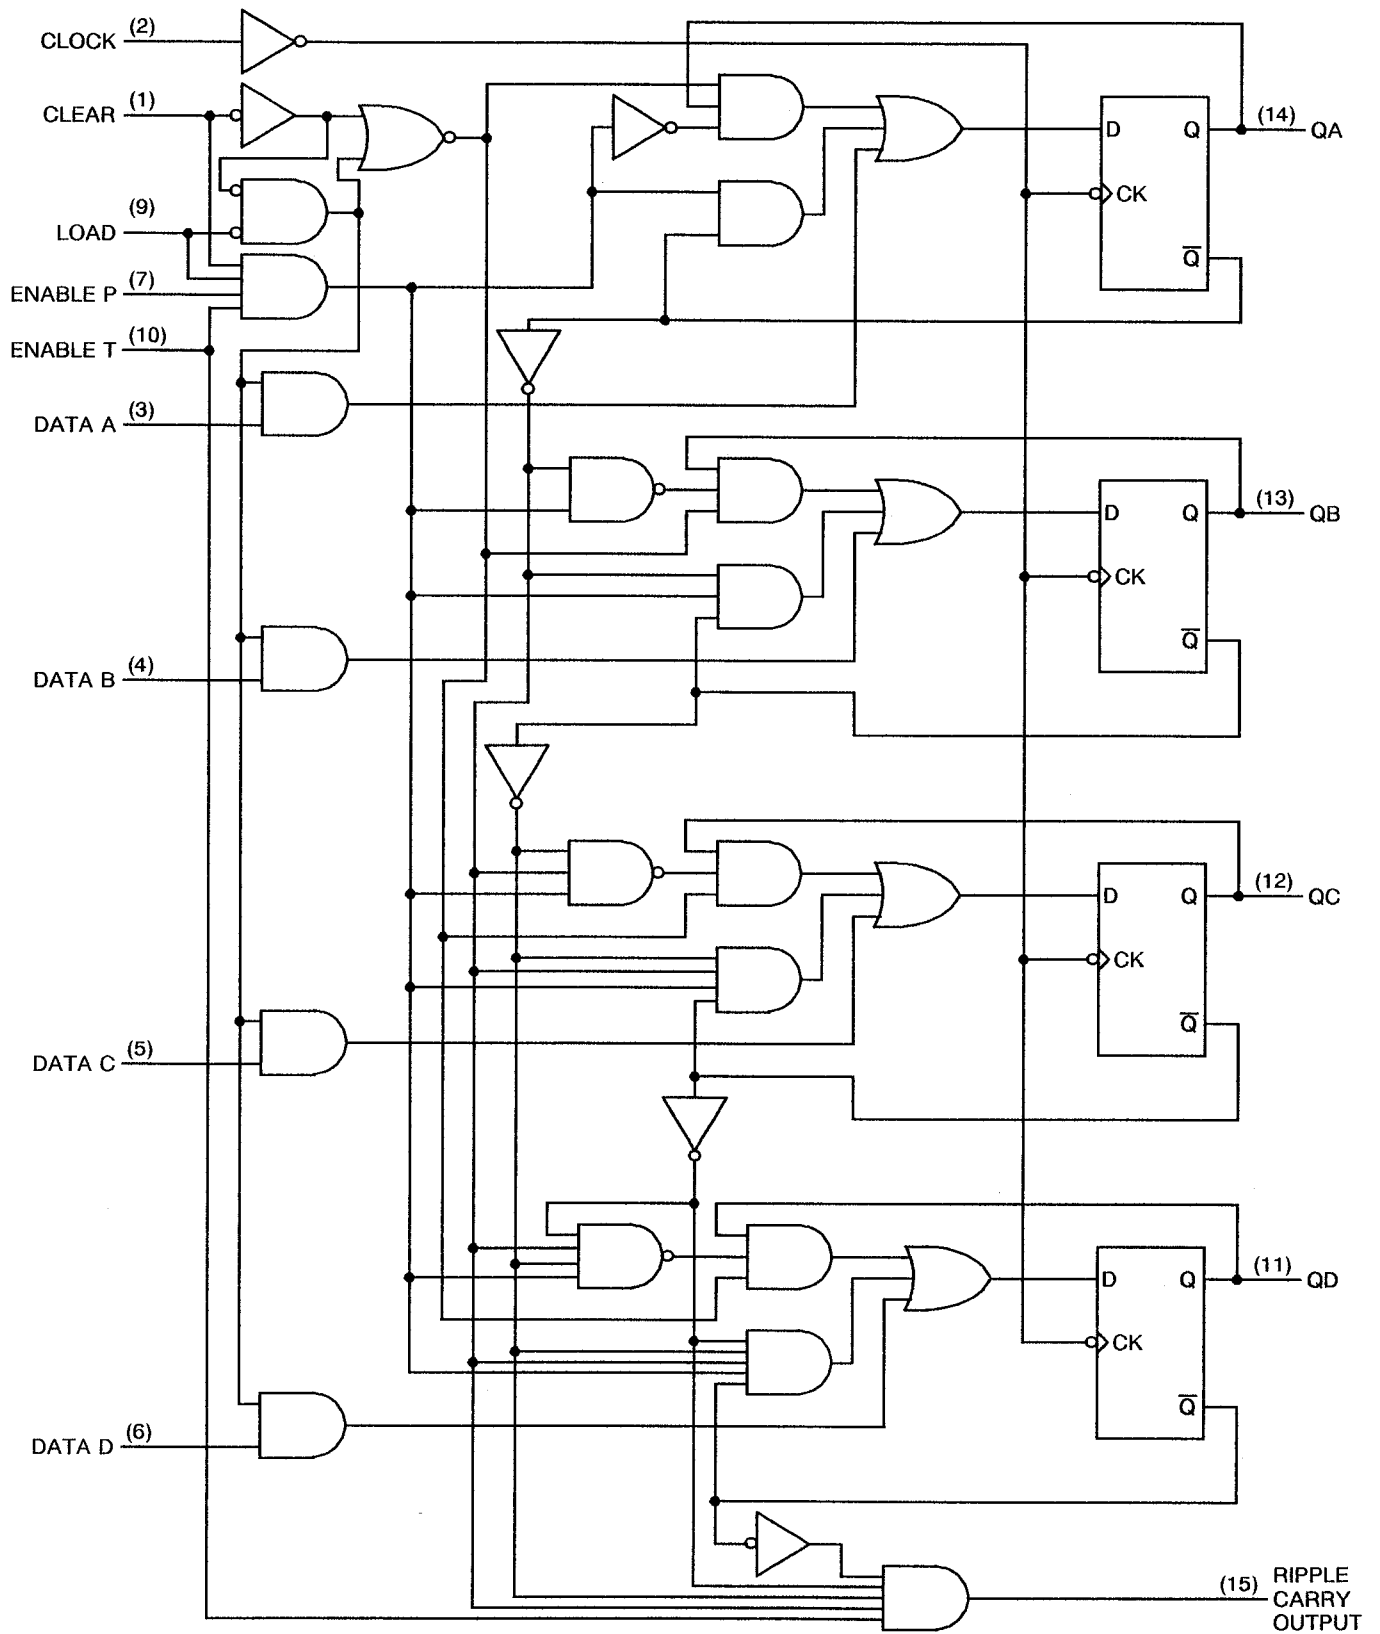 CLOCK (2)
CLEAR (1)
(9)
LOAD
(7)
ENABLE P
(10)
ENABLE T
DATA A (3)
D Q (14) QA
CK
Q̅
DATA B (4)
D Q (13) QB
CK
Q̅
DATA C (5)
D Q (12) QC
CK
Q̅
DATA D (6)
D Q (11) QD
CK
Q̅
(15) RIPPLE
CARRY
OUTPUT